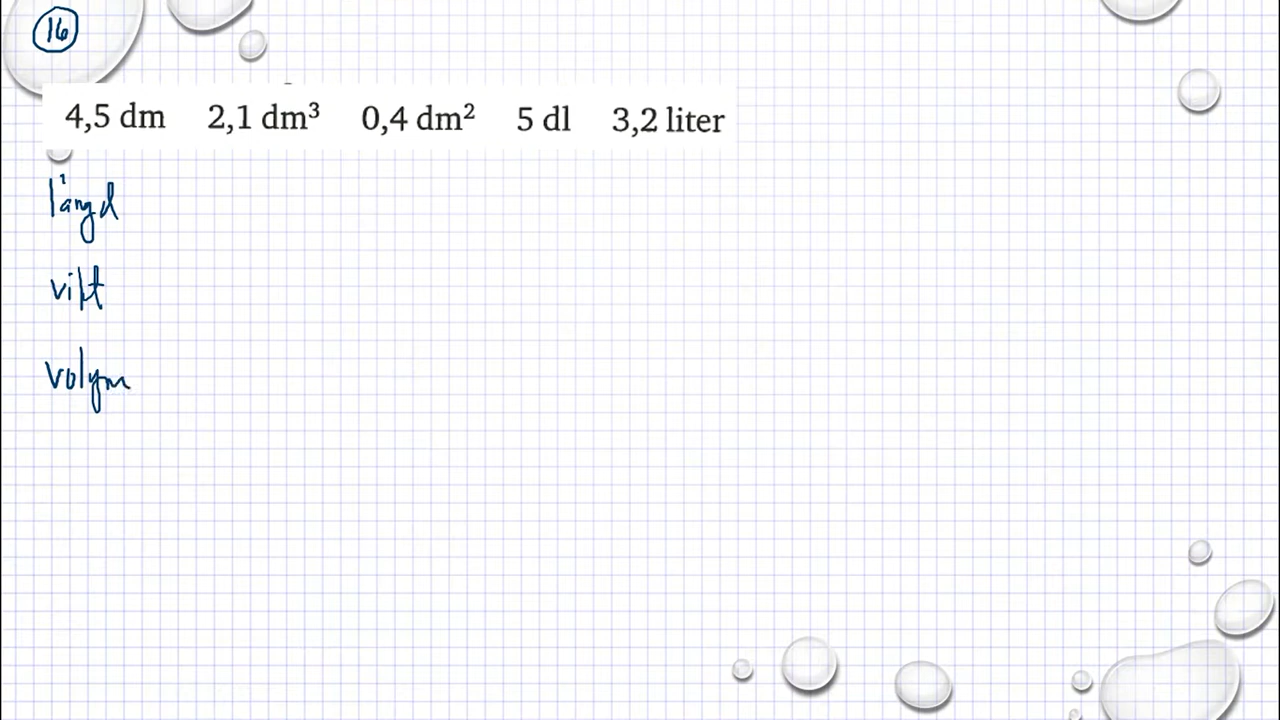 16
4,5 dm 2,1 dm³ 0,4 dm² 5 dl 3,2 liter
längd
vikt
volym